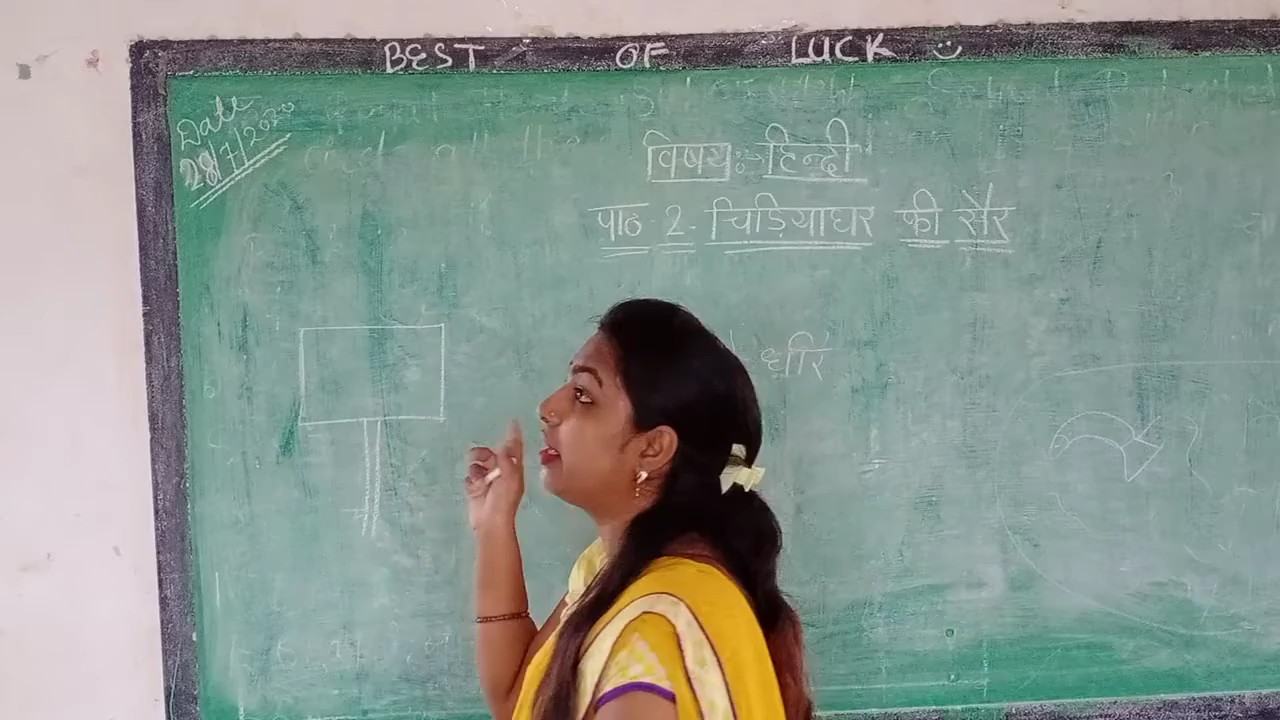 BEST OF LUCK
Date
28/7/2020
विषय :- हिन्दी
पाठ 2. चिड़ियाघर की सैर